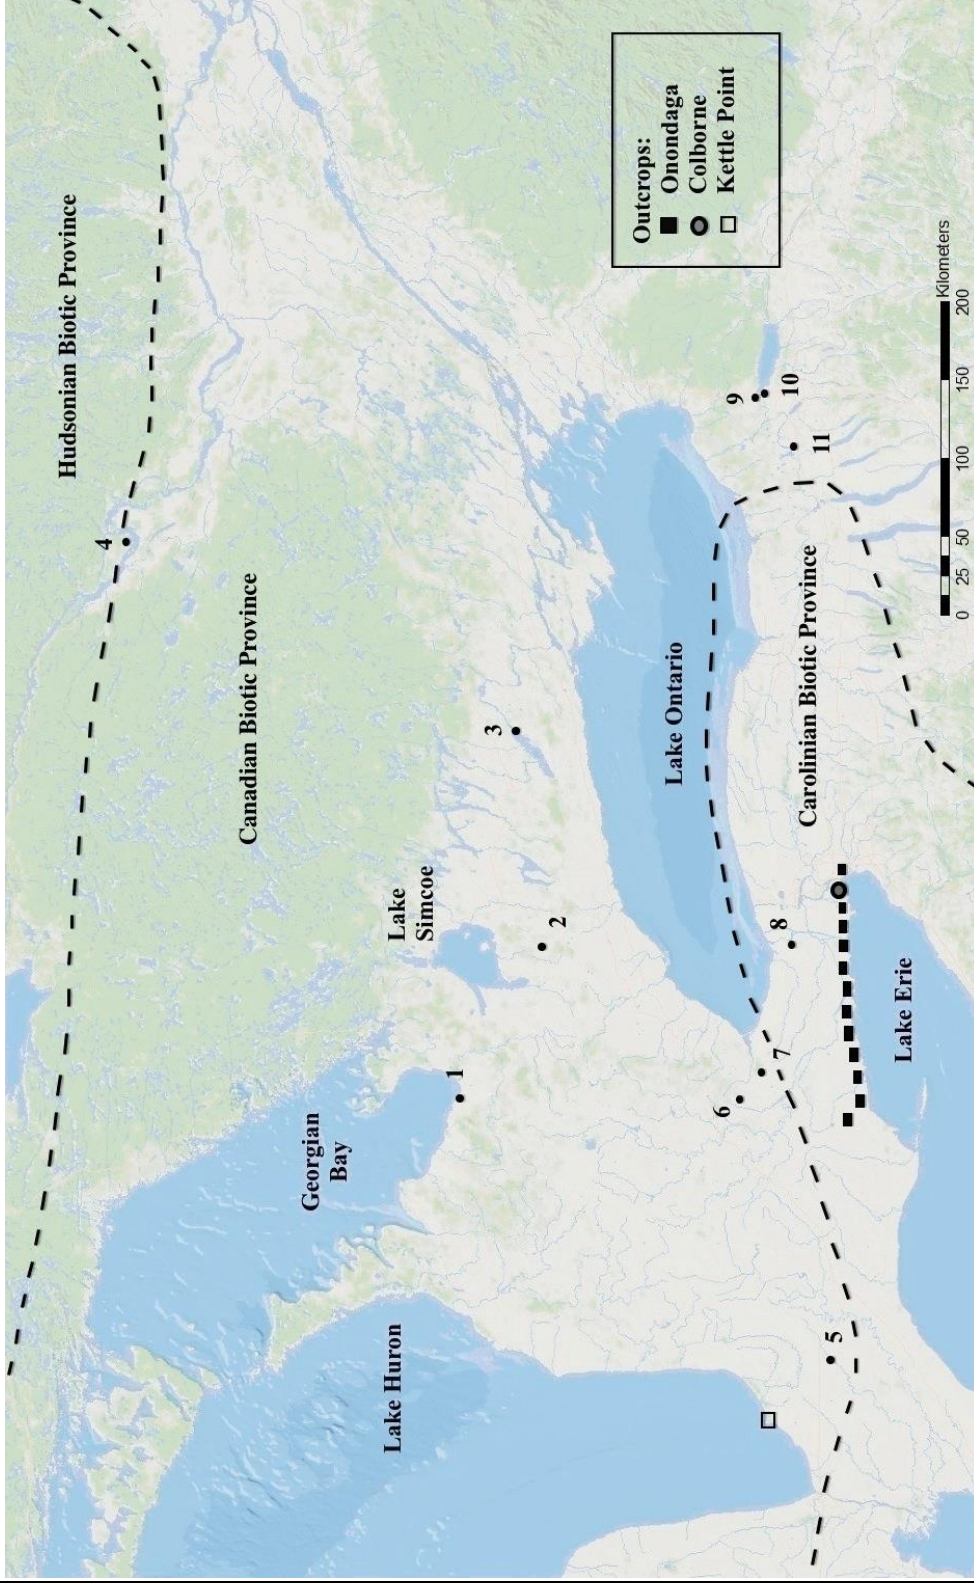 Hudsonian Biotic Province
4
Canadian Biotic Province
Lake
Simcoe
3
2
Georgian
Bay
1
Lake Huron
Lake Ontario
Outcrops:
Onondaga
Colborne
Kettle Point
9
10
11
Carolinian Biotic Province
8
7
6
5
Lake Erie
0 25 50 100 150 200
Kilometers